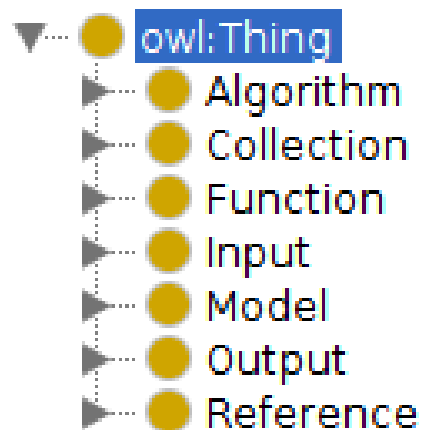 owl:Thing
Algorithm
Collection
Function
Input
Model
Output
Reference